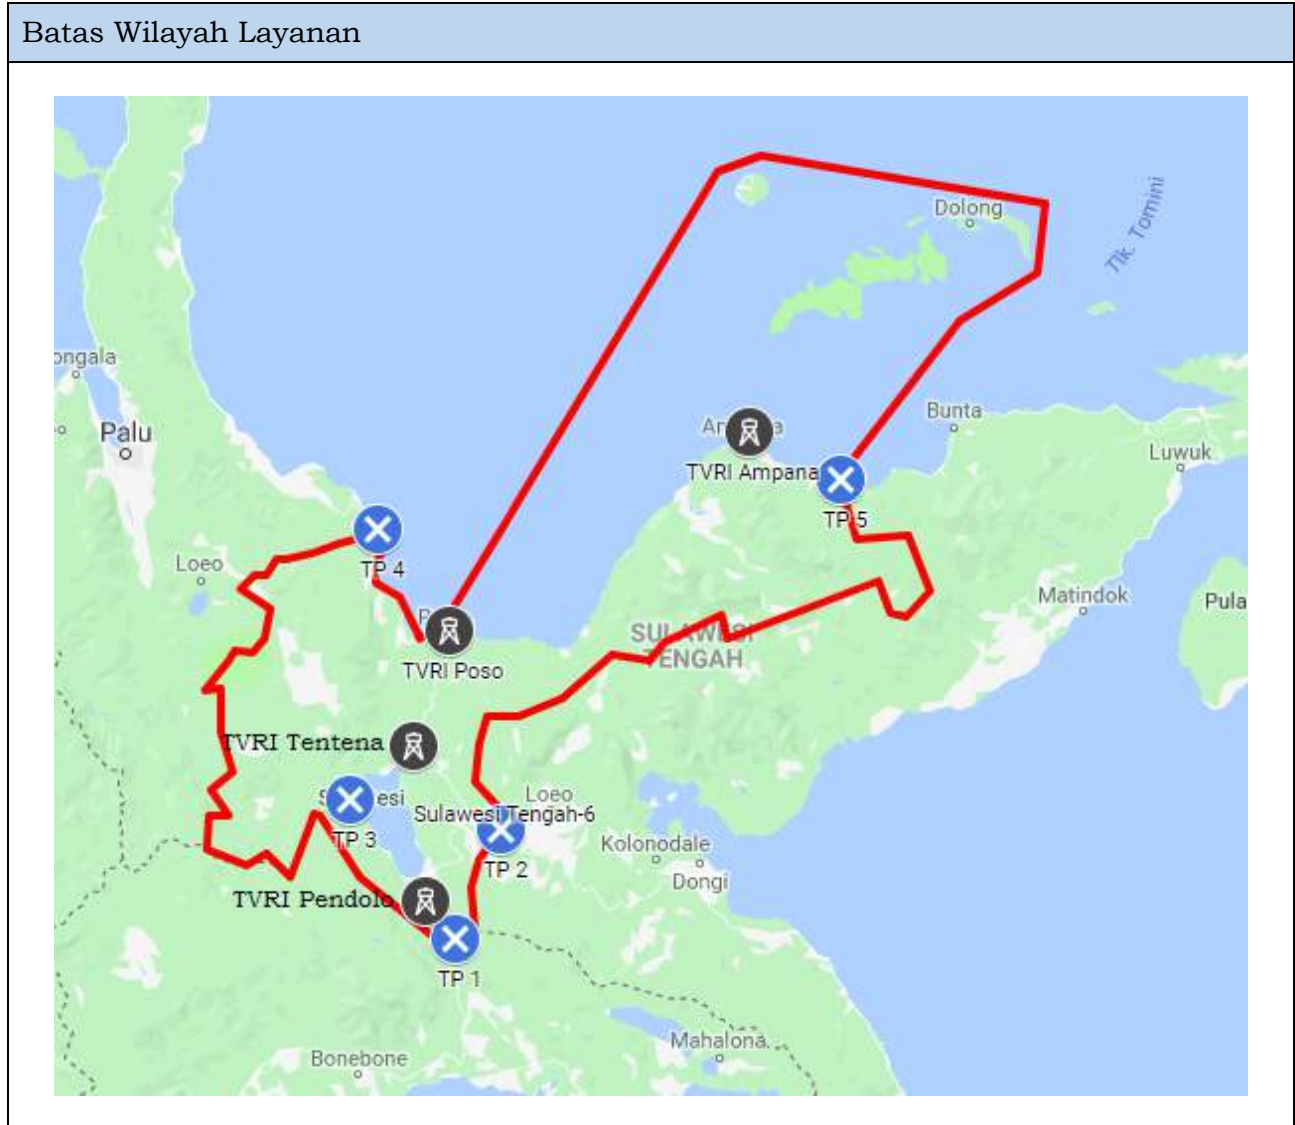 Batas Wilayah Layanan
Dolong
Tlk. Tomini
ongala
Palu
Bunta
Luwuk
TVRI Ampana
TP 5
TP 4
Loeo
Matindok
Pula
SULAWESI
TENGAH
TVRI Poso
TVRI Tentena
esi
Loeo
Sulawesi Tengah-6
TP 3
Kolonodale
TP 2
Dongi
TVRI Pendolo
TP 1
Mahalona
Bonebone